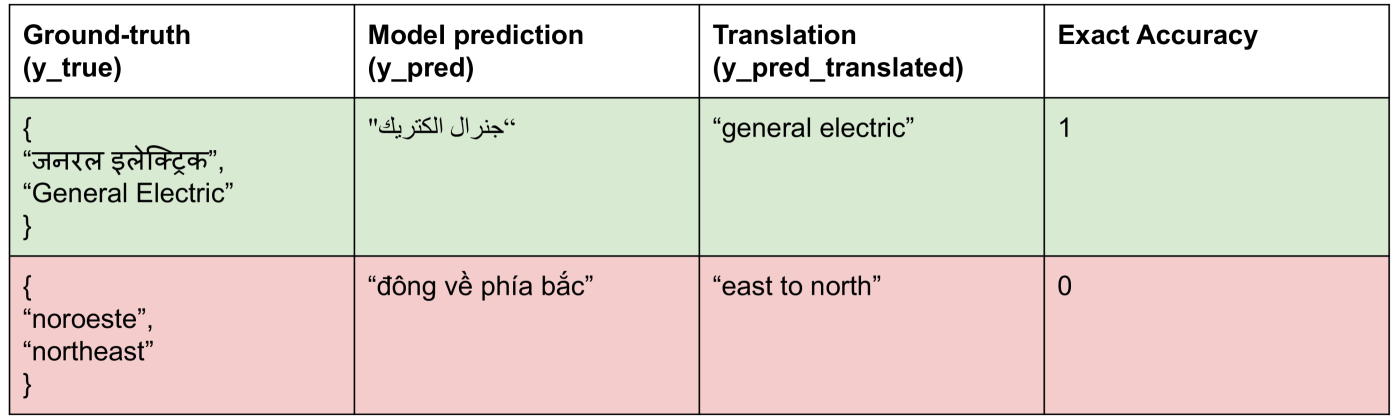 Ground-truth
(y_true)
Model prediction
(y_pred)
Translation
(y_pred_translated)
Exact Accuracy
{
“जनरल इलेक्ट्रिक”,
“General Electric”
}
“جنرال الكتريك"
“general electric”
1
{
“noroeste”,
“northeast”
}
“đông về phía bắc”
“east to north”
0